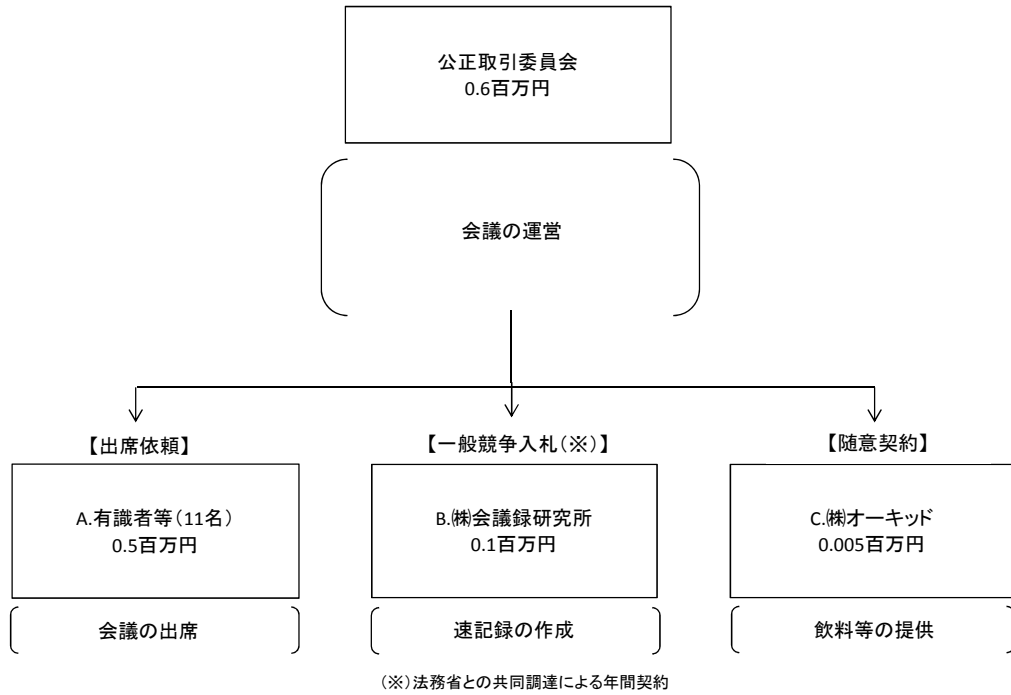 公正取引委員会
0.6百万円
会議の運営
【出席依頼】
【一般競争入札(※)】
【随意契約】
A.有識者等(11名)
0.5百万円
B.㈱会議録研究所
0.1百万円
C.㈱オーキッド
0.005百万円
会議の出席
速記録の作成
飲料等の提供
(※)法務省との共同調達による年間契約